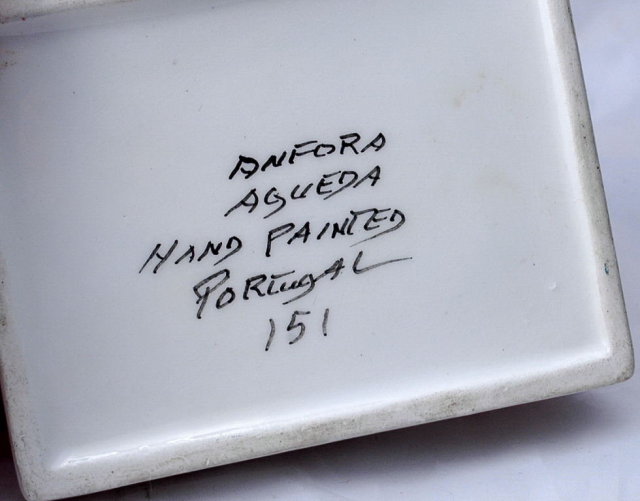 ANFORA
AGUEDA
HAND PAINTED
PORTUGAL
151